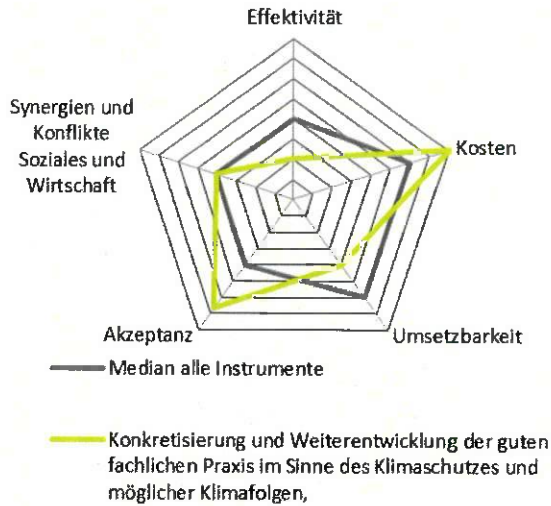 Effektivität
Synergien und
Konflikte
Soziales und
Wirtschaft
Kosten
Akzeptanz
Umsetzbarkeit
Median alle Instrumente
Konkretisierung und Weiterentwicklung der guten
fachlichen Praxis im Sinne des Klimaschutzes und
möglicher Klimafolgen,